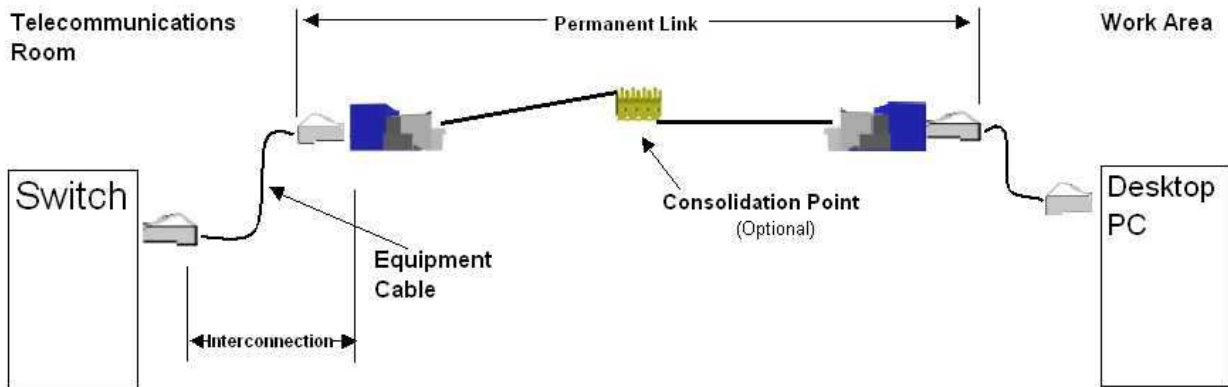 Telecommunications
Room
Permanent Link
Work Area
Switch
Desktop
PC
Consolidation Point
(Optional)
Equipment
Cable
Interconnection